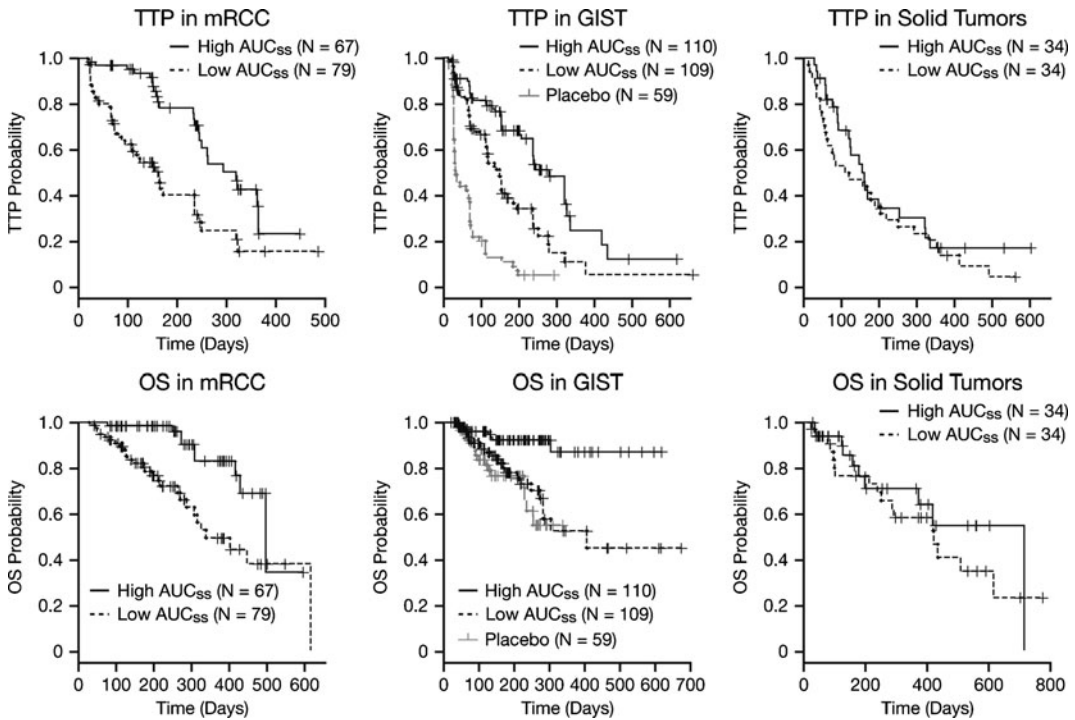 TTP in mRCC
High AUCss (N = 67)
Low AUCss (N = 79)
TTP Probability
1.0
0.8
0.6
0.4
0.2
0
0 100 200 300 400 500
Time (Days)
TTP in GIST
High AUCss (N = 110)
Low AUCss (N = 109)
Placebo (N = 59)
TTP Probability
1.0
0.8
0.6
0.4
0.2
0
0 100 200 300 400 500 600
Time (Days)
TTP in Solid Tumors
High AUCss (N = 34)
Low AUCss (N = 34)
TTP Probability
1.0
0.8
0.6
0.4
0.2
0
0 100 200 300 400 500 600
Time (Days)
OS in mRCC
OS Probability
1.0
0.8
0.6
0.4
0.2
0
High AUCss (N = 67)
Low AUCss (N = 79)
0 100 200 300 400 500 600
Time (Days)
OS in GIST
OS Probability
1.0
0.8
0.6
0.4
0.2
0
High AUCss (N = 110)
Low AUCss (N = 109)
Placebo (N = 59)
0 100 200 300 400 500 600 700
Time (Days)
OS in Solid Tumors
High AUCss (N = 34)
Low AUCss (N = 34)
OS Probability
1.0
0.8
0.6
0.4
0.2
0
0 200 400 600 800
Time (Days)